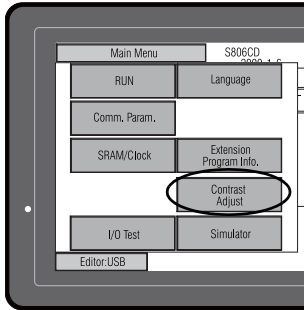 Main Menu
S806CD
RUN
Language
Comm. Param.
SRAM/Clock
Extension
Program Info.
Contrast
Adjust
I/O Test
Simulator
Editor:USB